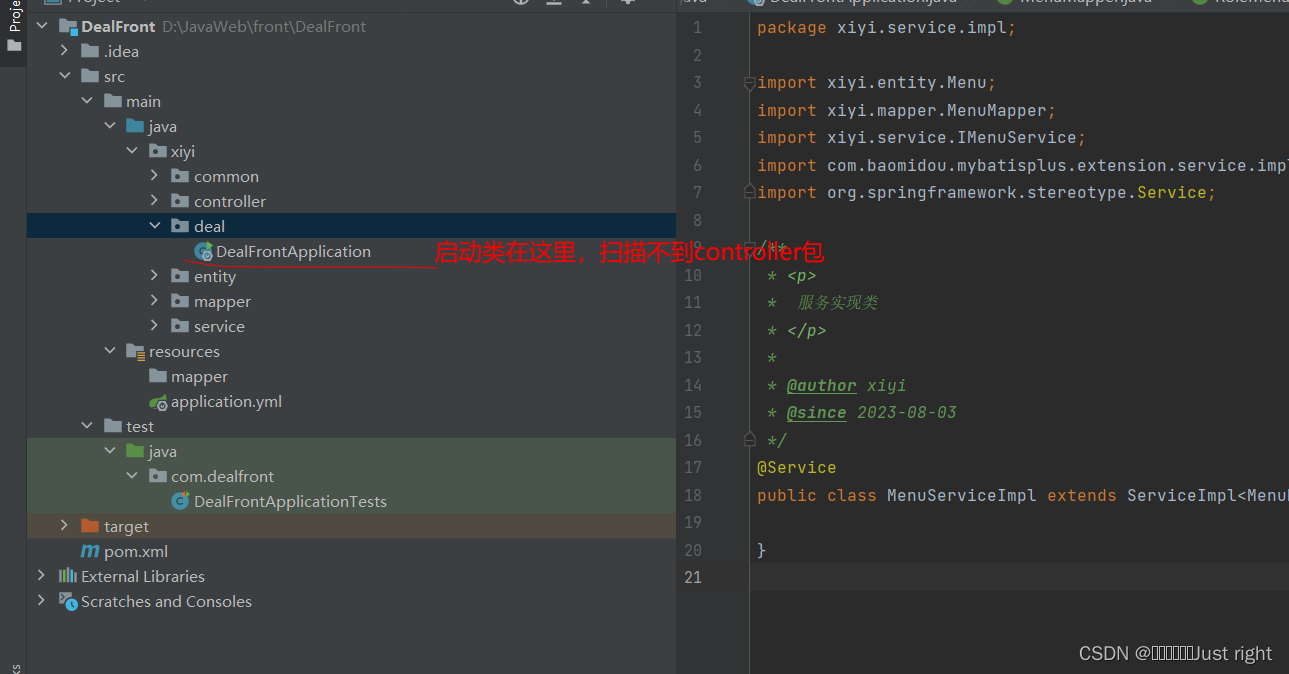 Project
DealFront D:\JavaWeb\front\DealFront
.idea
src
main
java
xiyi
common
controller
deal
DealFrontApplication
entity
mapper
service
resources
mapper
application.yml
test
java
com.dealfront
DealFrontApplicationTests
target
pom.xml
External Libraries
Scratches and Consoles
启动类在这里，扫描不到controller包
DealFrontApplication.java
MenuMapper.java
1 package xiyi.service.impl;
2
3 import xiyi.entity.Menu;
4 import xiyi.mapper.MenuMapper;
5 import xiyi.service.IMenuService;
6 import com.baomidou.mybatisplus.extension.service.impl
7 import org.springframework.stereotype.Service;
8
9 /**
10 * <p>
11 * 服务实现类
12 * </p>
13 *
14 * @author xiyi
15 * @since 2023-08-03
16 */
17 @Service
18 public class MenuServiceImpl extends ServiceImpl<Menu
19
20 }
21
CSDN @Just right